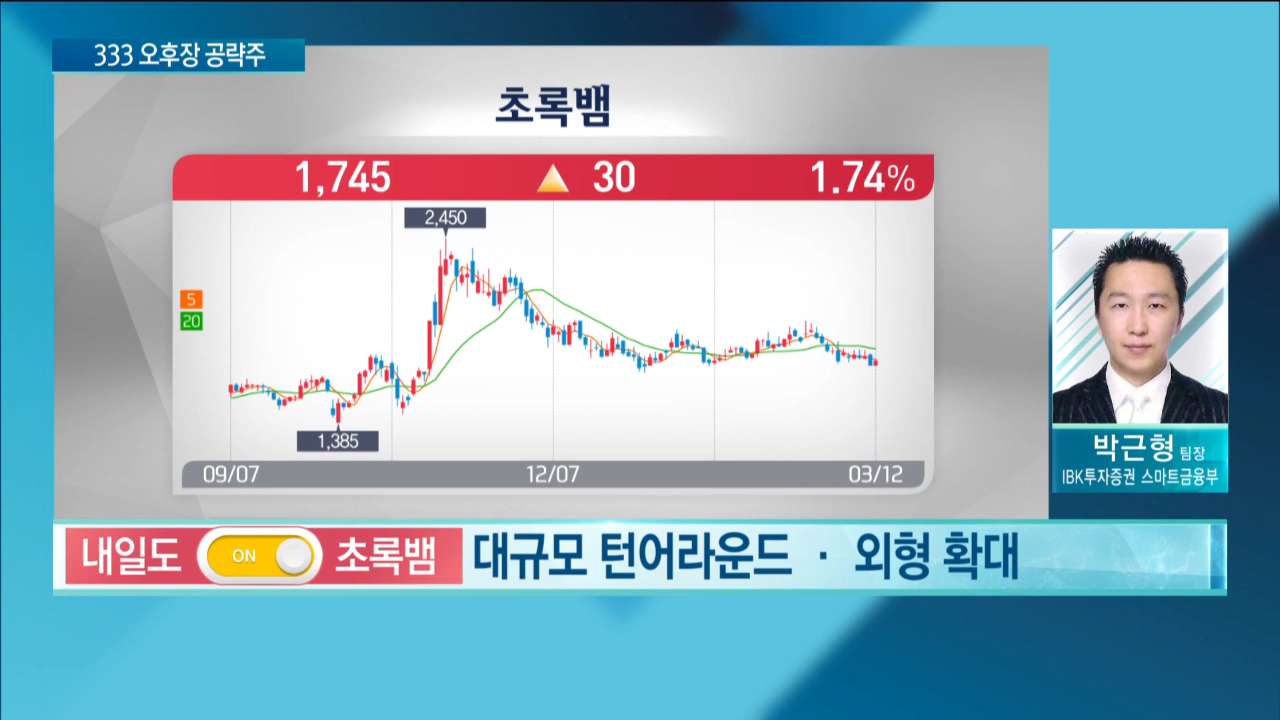 333 오후장 공략주
초록뱀
1,745 ▲ 30 1.74%
2,450
5
20
1,385
09/07 12/07 03/12
박근형 팀장
IBK투자증권 스마트금융부
내일도 ON 초록뱀 대규모 턴어라운드 · 외형 확대